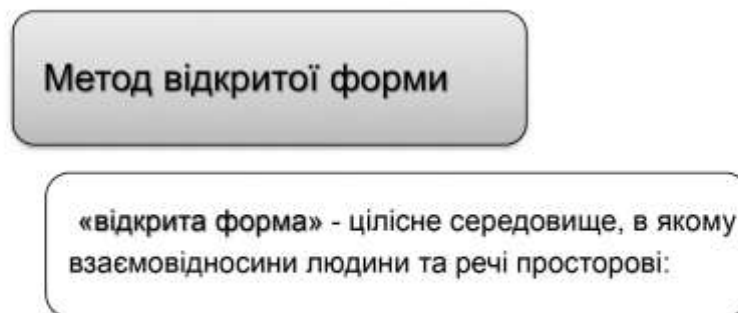 Метод відкритої форми
«відкрита форма» - цілісне середовище, в якому
взаємовідносини людини та речі просторові: